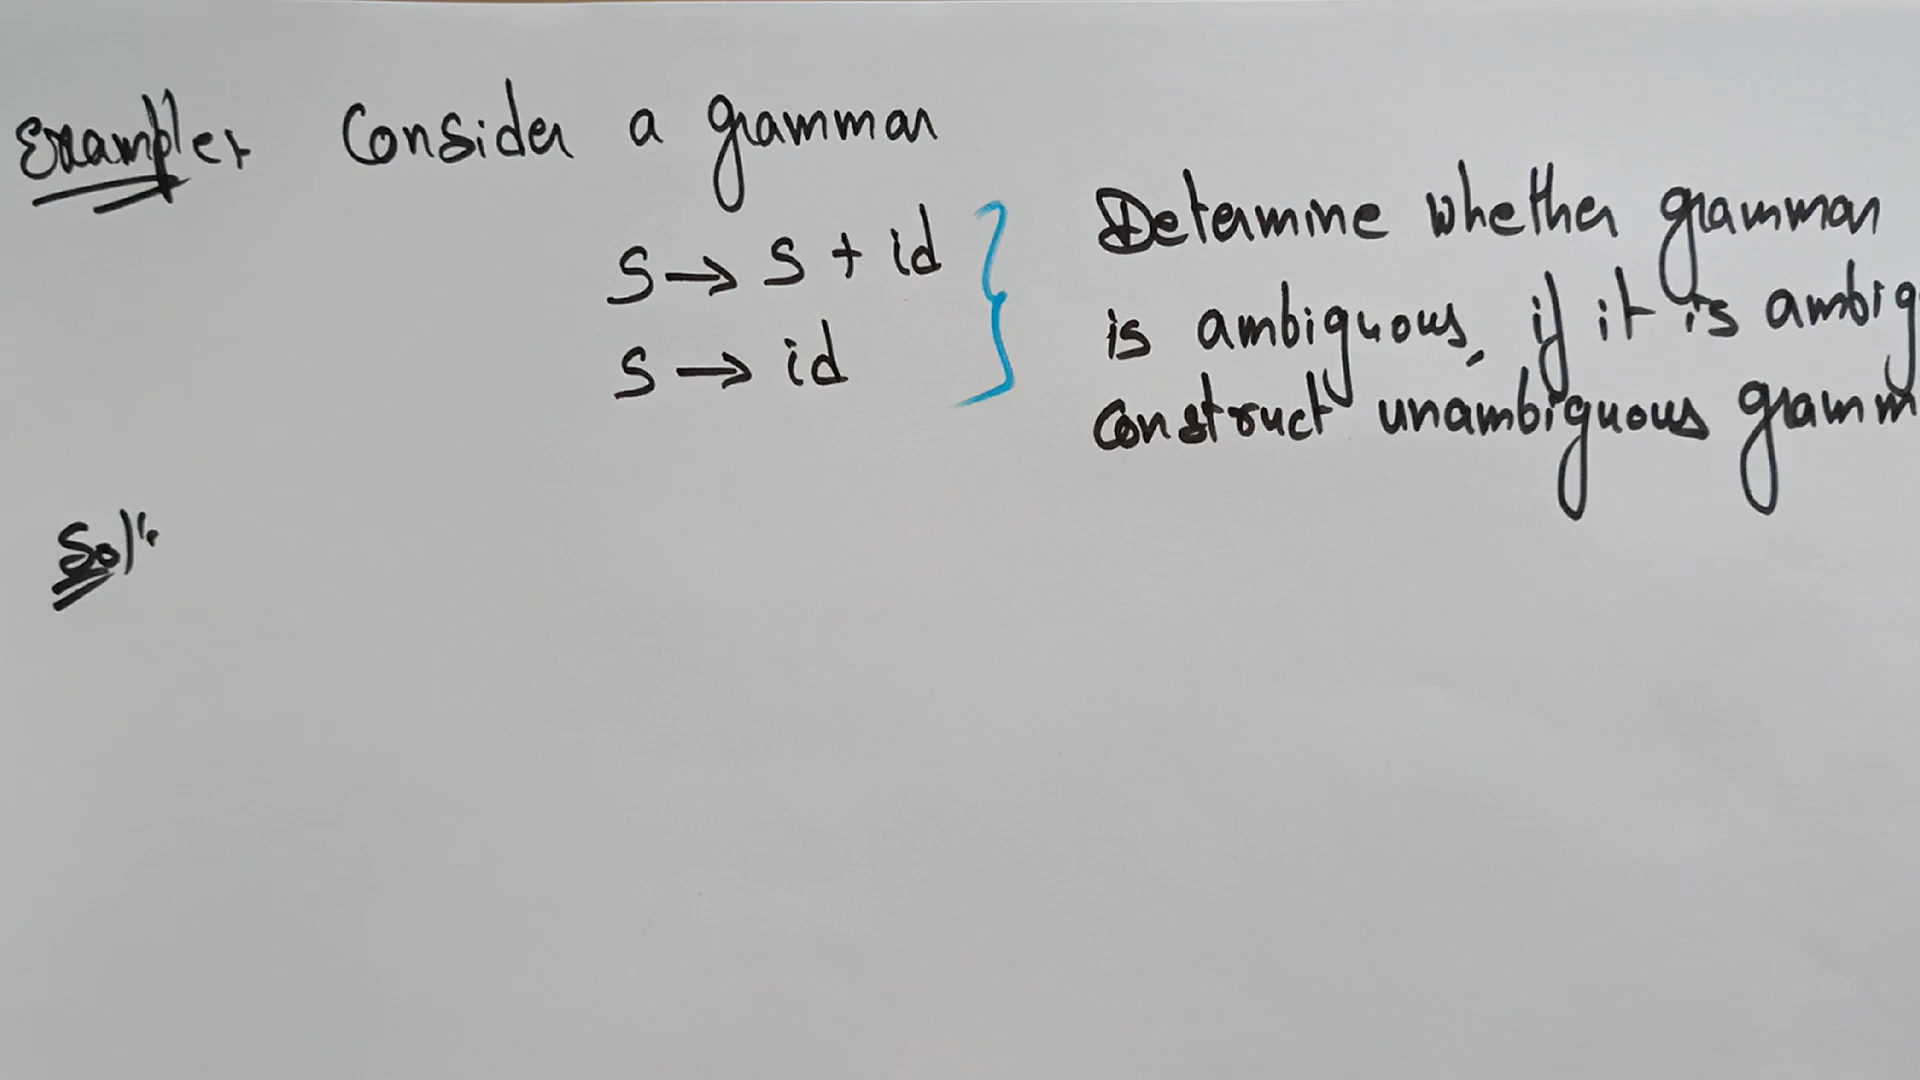 Example:
Consider a grammar
S → S + id
S → id
Determine whether grammar
is ambiguous, if it is ambig
construct unambiguous gramm
Sol: